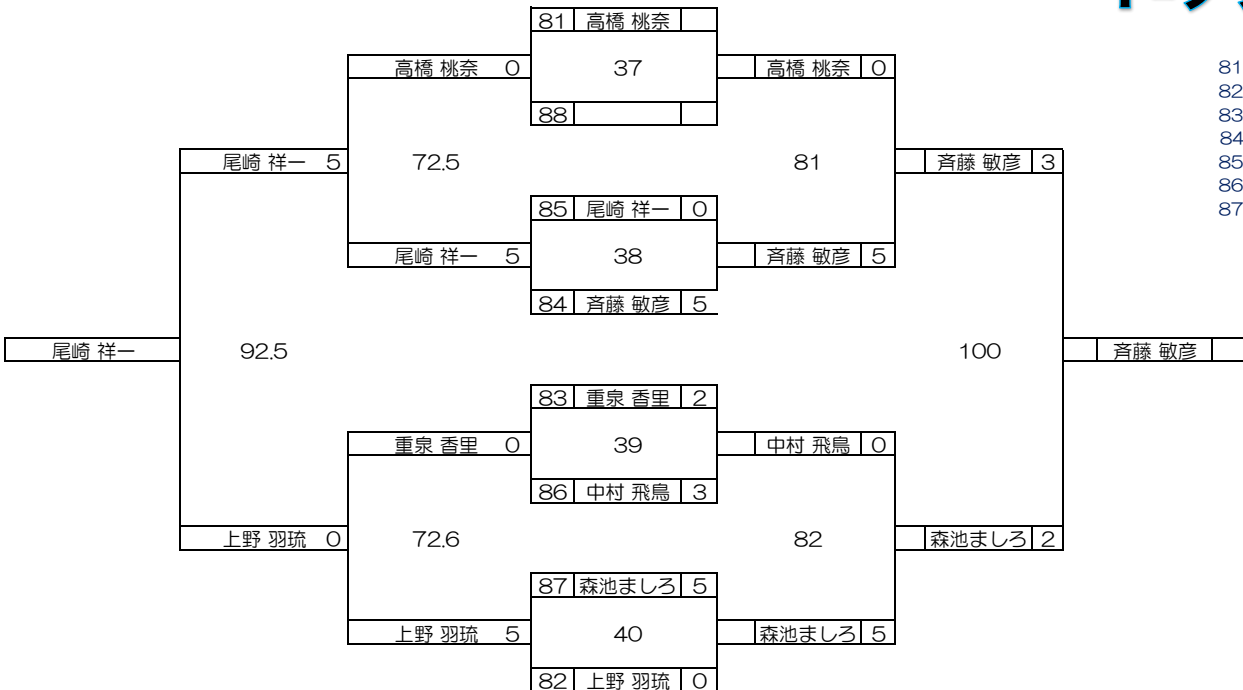 81 高橋 桃奈
高橋 桃奈 0 37 高橋 桃奈 0 81
88 82
83
84
尾崎 祥一 5 72.5 81 斉藤 敏彦 3 85
86
85 尾崎 祥一 0 87
尾崎 祥一 5 38 斉藤 敏彦 5
84 斉藤 敏彦 5
尾崎 祥一 92.5 100 斉藤 敏彦
83 重泉 香里 2
重泉 香里 0 39 中村 飛鳥 0
86 中村 飛鳥 3
上野 羽琉 0 72.6 82 森池ましろ 2
87 森池ましろ 5
上野 羽琉 5 40 森池ましろ 5
82 上野 羽琉 0